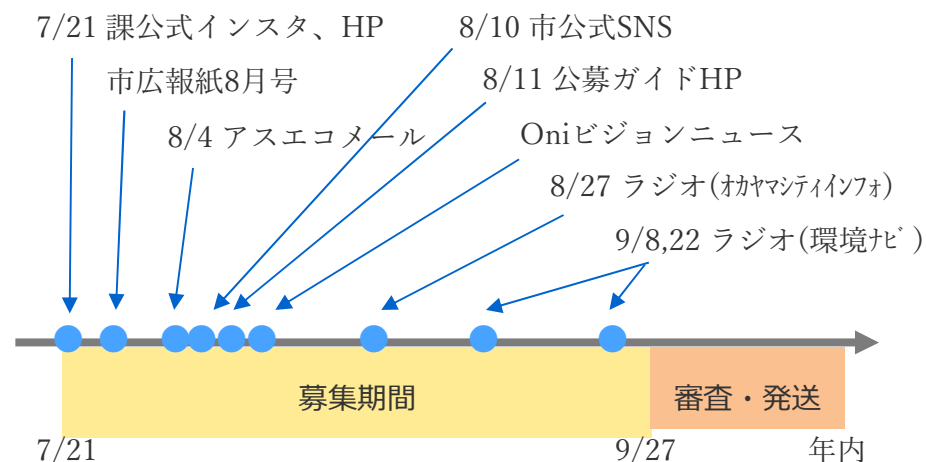 7/21 課公式インスタ、HP
8/10 市公式SNS
市広報紙8月号
8/11 公募ガイドHP
8/4 アスエコメール
Oniビジョンニュース
8/27 ラジオ(ｵｶﾔﾏｼﾃｨｲﾝﾌｫ)
9/8,22 ラジオ(環境ﾅﾋﾞ)
募集期間
審査・発送
7/21
9/27
年内